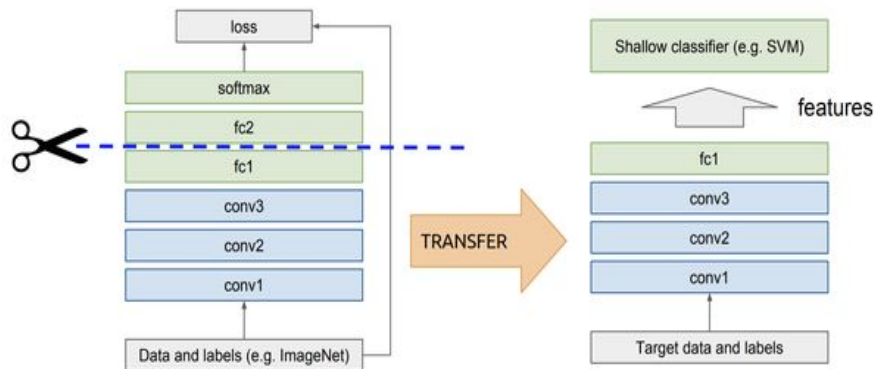 loss
softmax
fc2
fc1
conv3
conv2
conv1
Data and labels (e.g. ImageNet)
TRANSFER
Shallow classifier (e.g. SVM)
features
fc1
conv3
conv2
conv1
Target data and labels